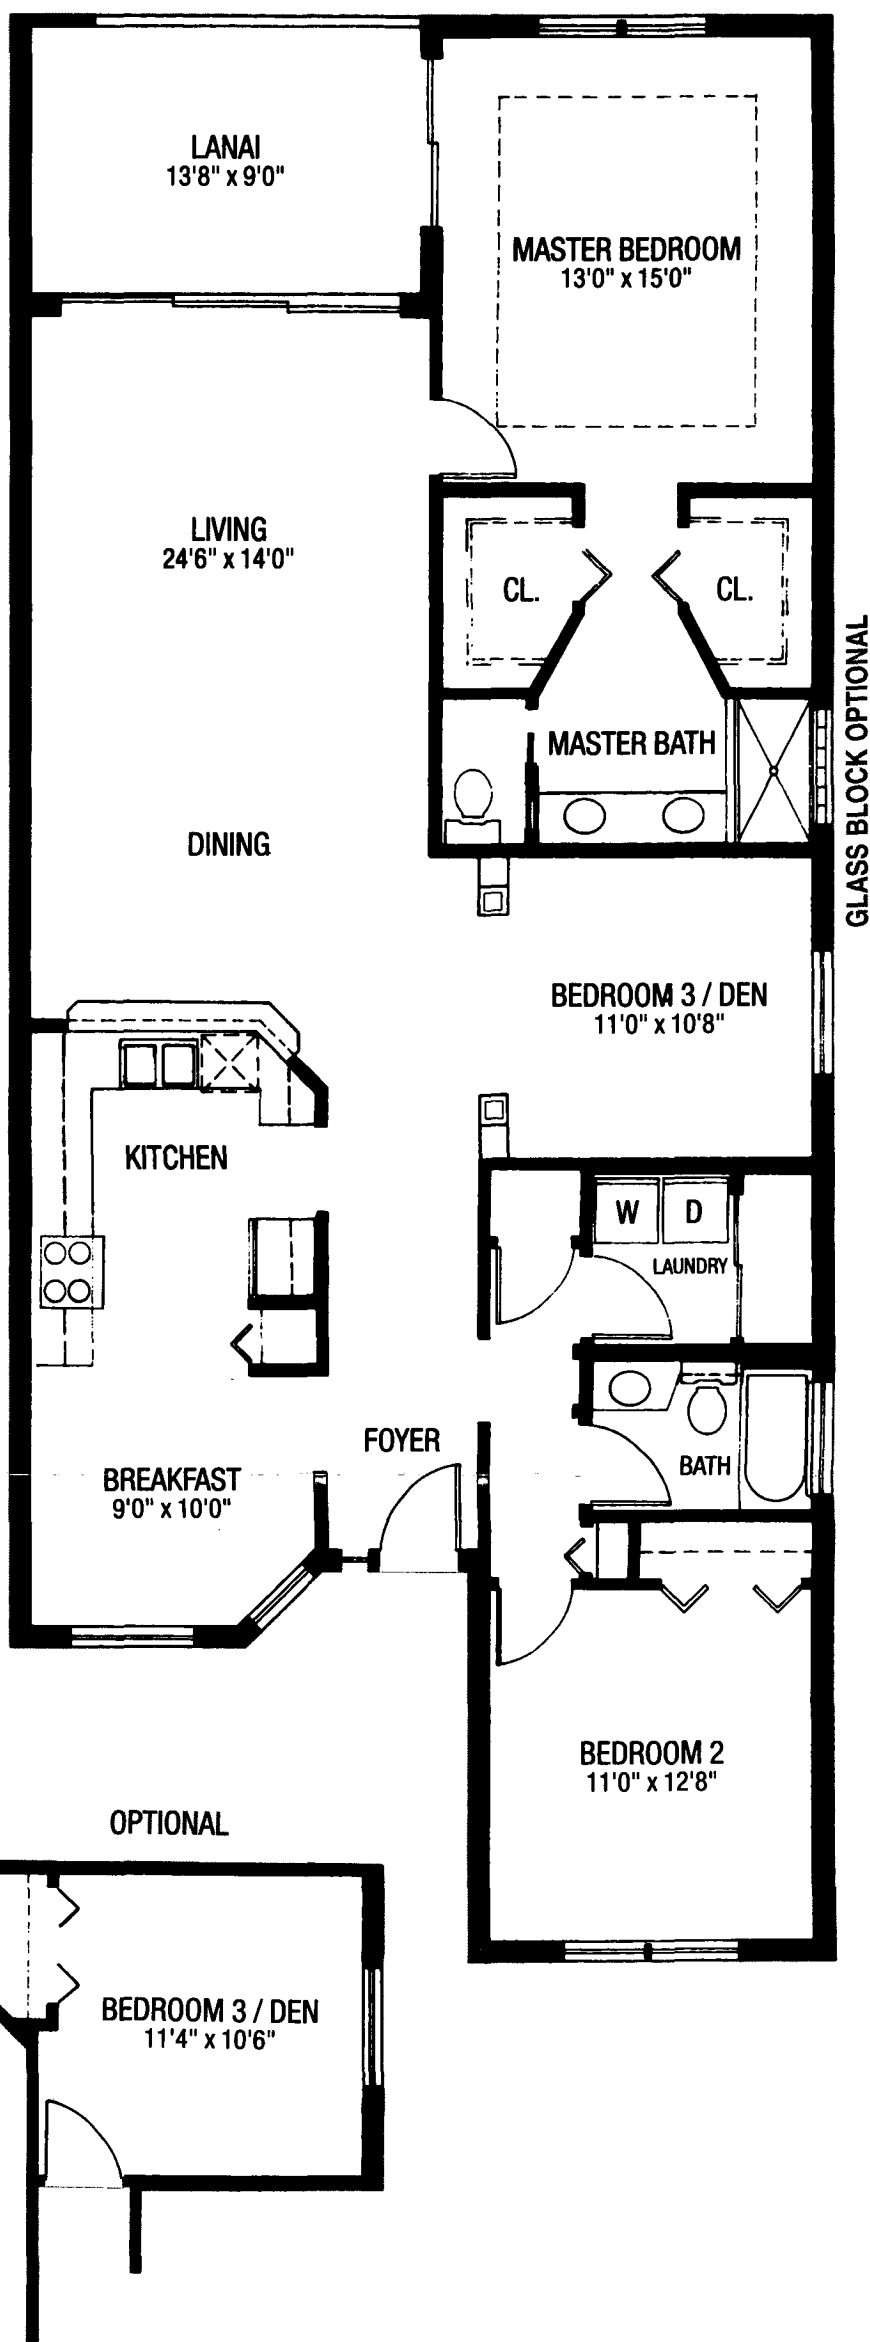 LANAI
13'8" x 9'0"
MASTER BEDROOM
13'0" x 15'0"
LIVING
24'6" x 14'0"
CL.
CL.
GLASS BLOCK OPTIONAL
MASTER BATH
DINING
BEDROOM 3 / DEN
11'0" x 10'8"
KITCHEN
W
D
LAUNDRY
FOYER
BATH
BREAKFAST
9'0" x 10'0"
BEDROOM 2
11'0" x 12'8"
OPTIONAL
BEDROOM 3 / DEN
11'4" x 10'6"